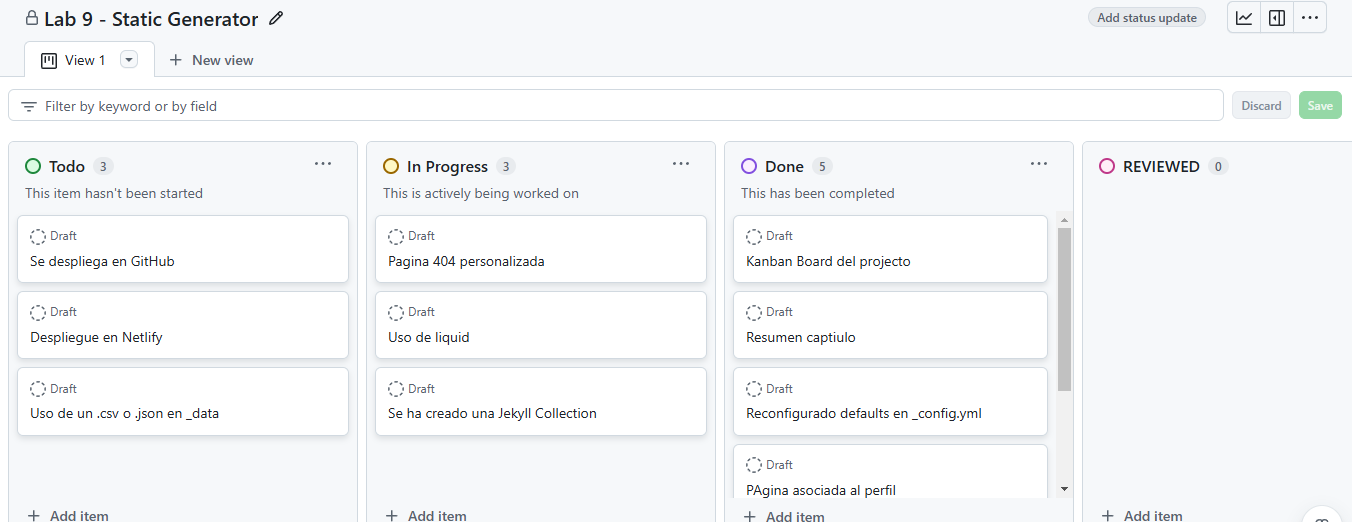 Lab 9 - Static Generator
Add status update
View 1
New view
Filter by keyword or by field
Discard
Save
Todo 3
This item hasn't been started
Draft
Se despliega en GitHub
Draft
Despliegue en Netlify
Draft
Uso de un .csv o .json en _data
Add item
In Progress 3
This is actively being worked on
Draft
Pagina 404 personalizada
Draft
Uso de liquid
Draft
Se ha creado una Jekyll Collection
Add item
Done 5
This has been completed
Draft
Kanban Board del projecto
Draft
Resumen captiulo
Draft
Reconfigurado defaults en _config.yml
Draft
PAgina asociada al perfil
Add item
REVIEWED 0
Add item